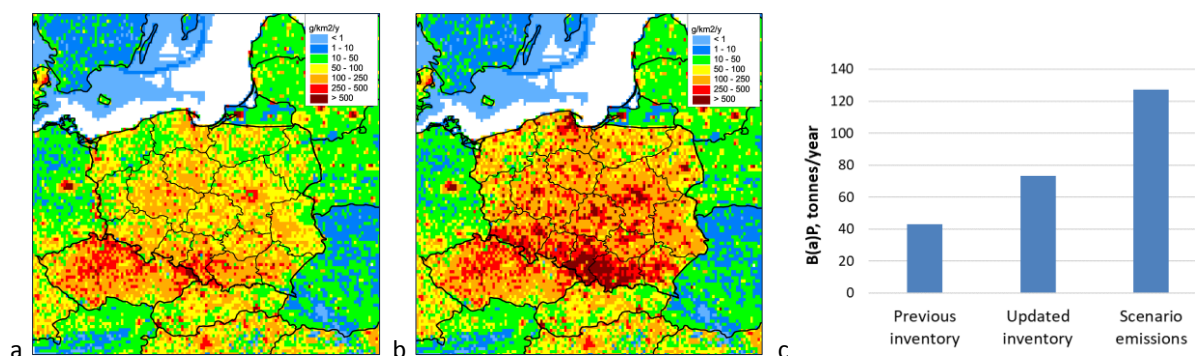 g/km2/y
< 1
1 - 10
10 - 50
50 - 100
100 - 250
250 - 500
> 500
a
g/km2/y
< 1
1 - 10
10 - 50
50 - 100
100 - 250
250 - 500
> 500
b
B(a)P, tonnes/year
140
120
100
80
60
40
20
0
Previous
inventory
Updated
inventory
Scenario
emissions
c